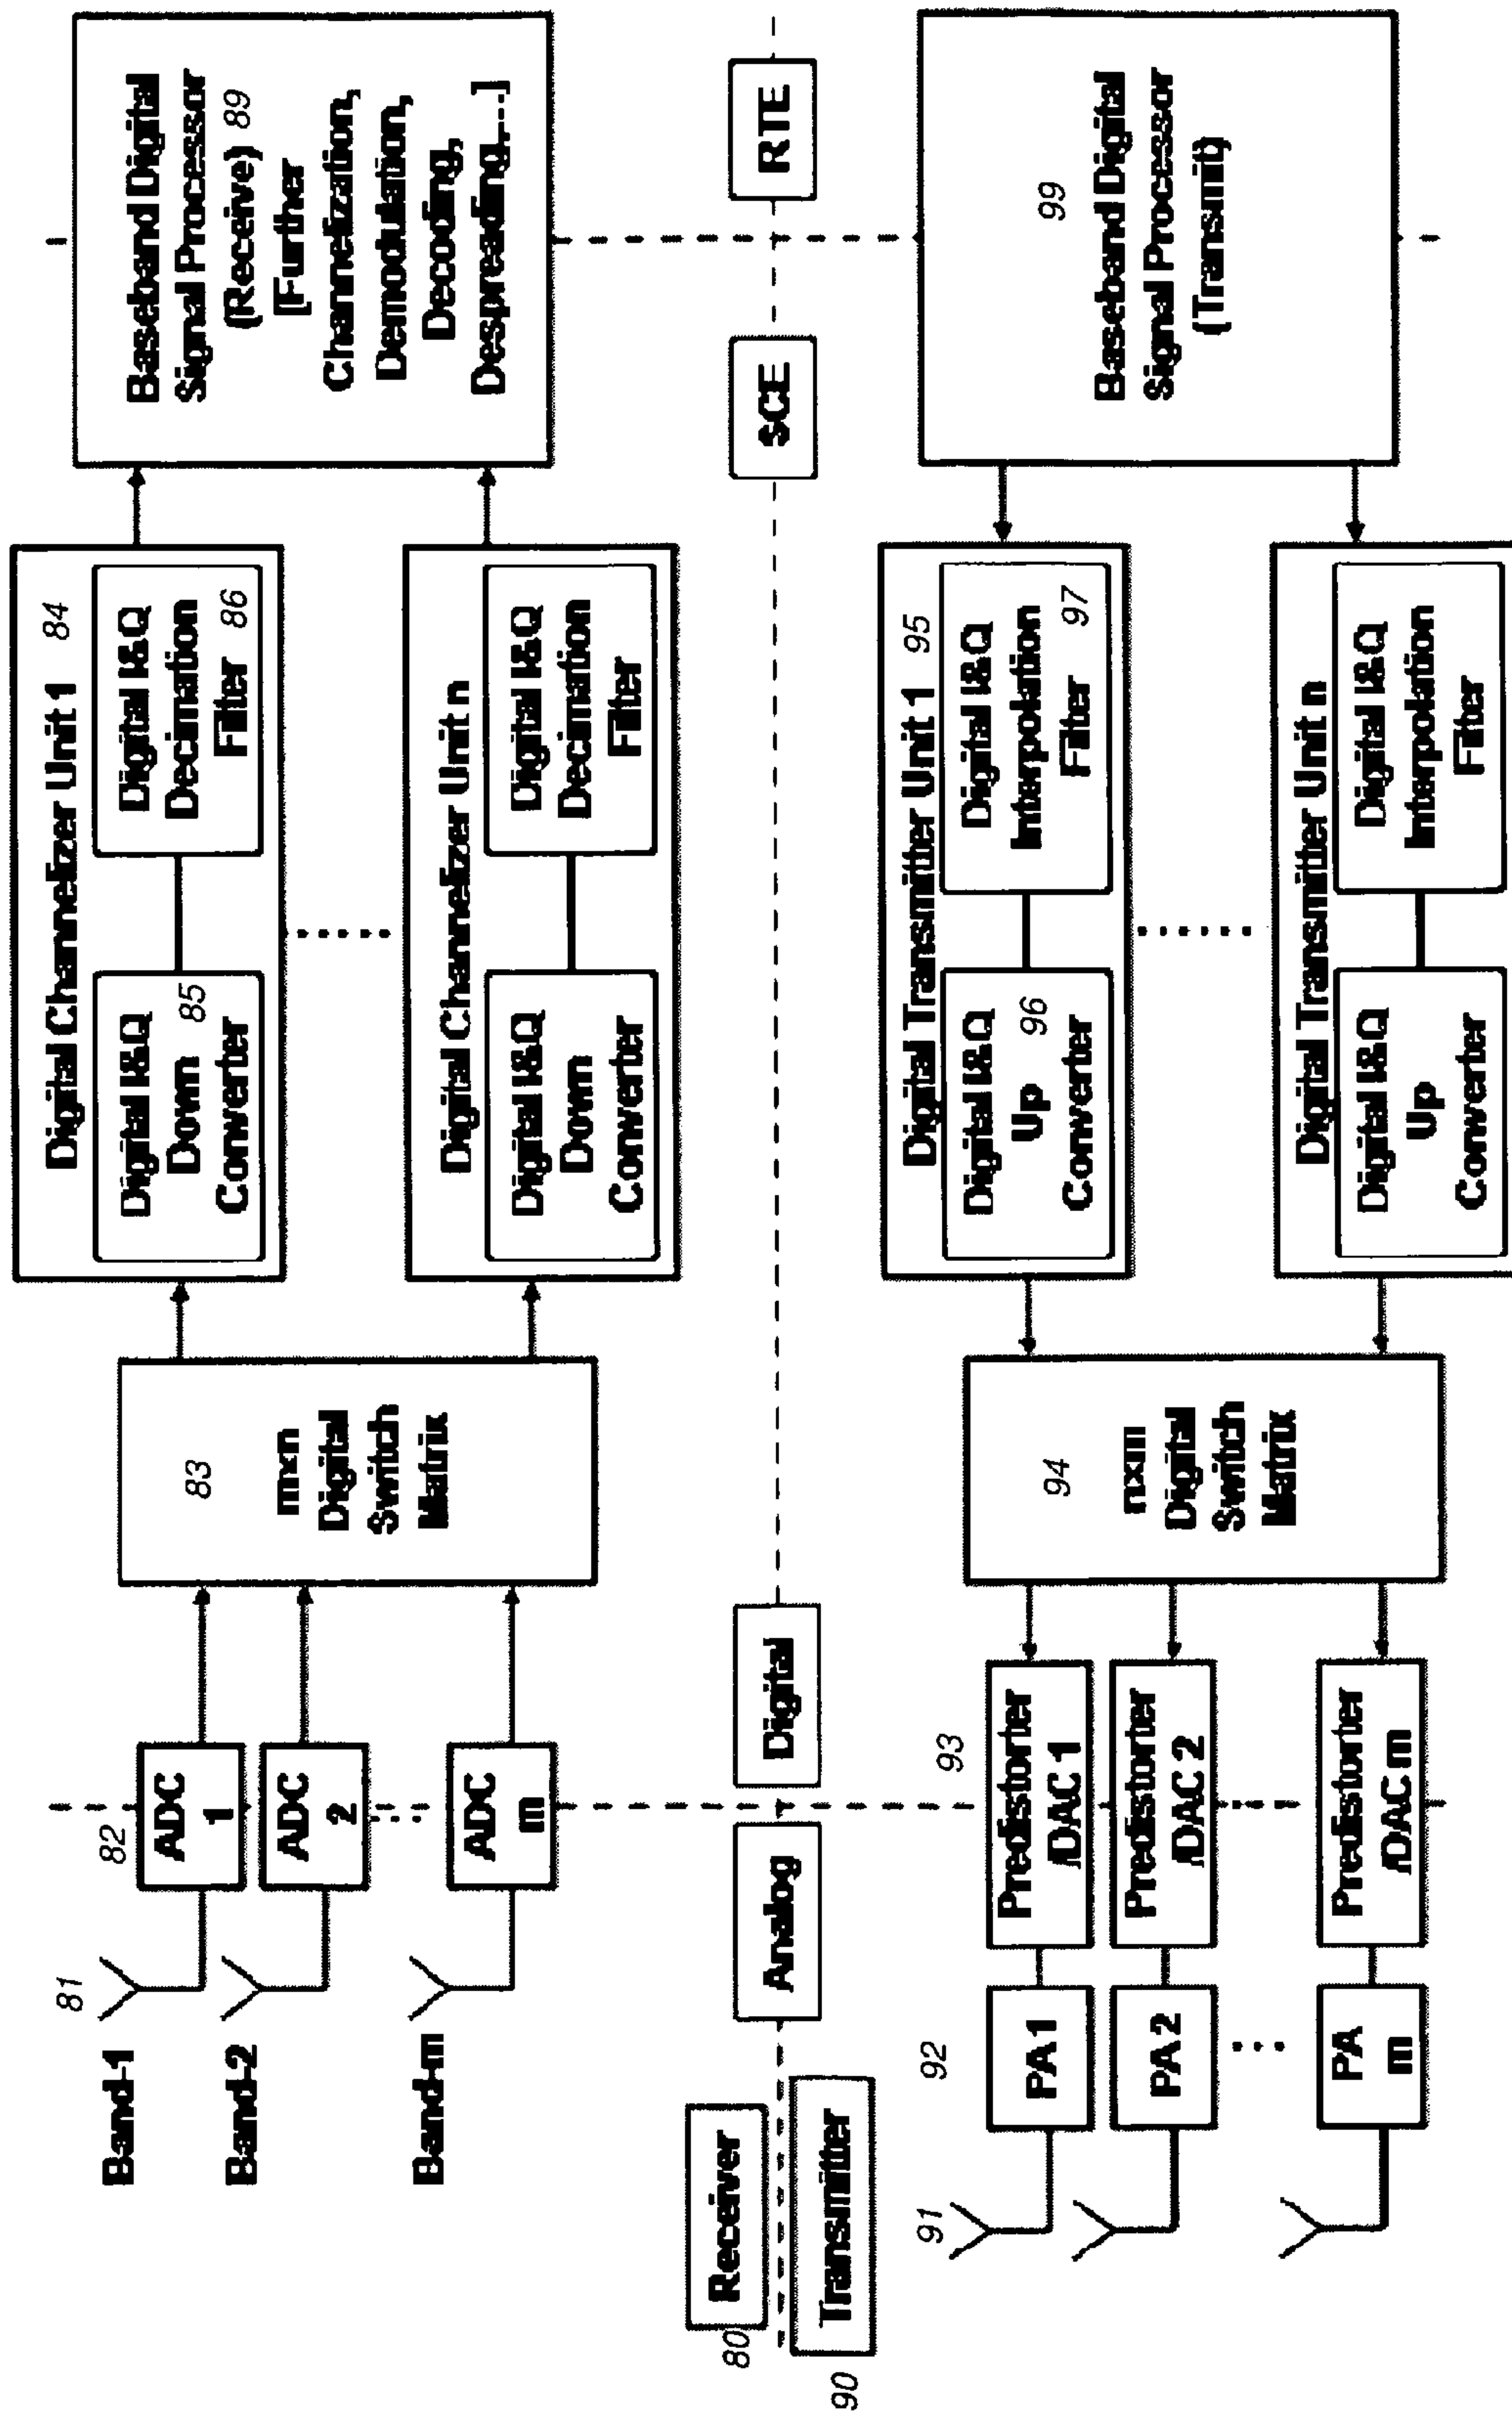 Band-1
81
82
ADC
1
Band-2
ADC
2
Band-m
ADC
m
83
mxn
Digital
Switch
Matrix
Digital Channelizer Unit 1 84
Digital I&Q
Down 85
Converter
Digital I&Q
Decimation
Filter 86
Digital Channelizer Unit n
Digital I&Q
Down
Converter
Digital I&Q
Decimation
Filter
Baseband Digital
Signal Processor
(Receive) 89
[Further
Channelization,
Demodulation,
Decoding,
Despreading,...]
Receiver
80
Transmitter
90
Analog
Digital
SCE
RTE
91
92
PA 1
93
Predistorter
/DAC 1
PA 2
Predistorter
/DAC 2
PA
m
Predistorter
/DAC m
94
nxm
Digital
Switch
Matrix
Digital Transmitter Unit 1 95
Digital I&Q
Up 96
Converter
Digital I&Q
Interpolation
Filter 97
Digital Transmitter Unit n
Digital I&Q
Up
Converter
Digital I&Q
Interpolation
Filter
99
Baseband Digital
Signal Processor
(Transmit)